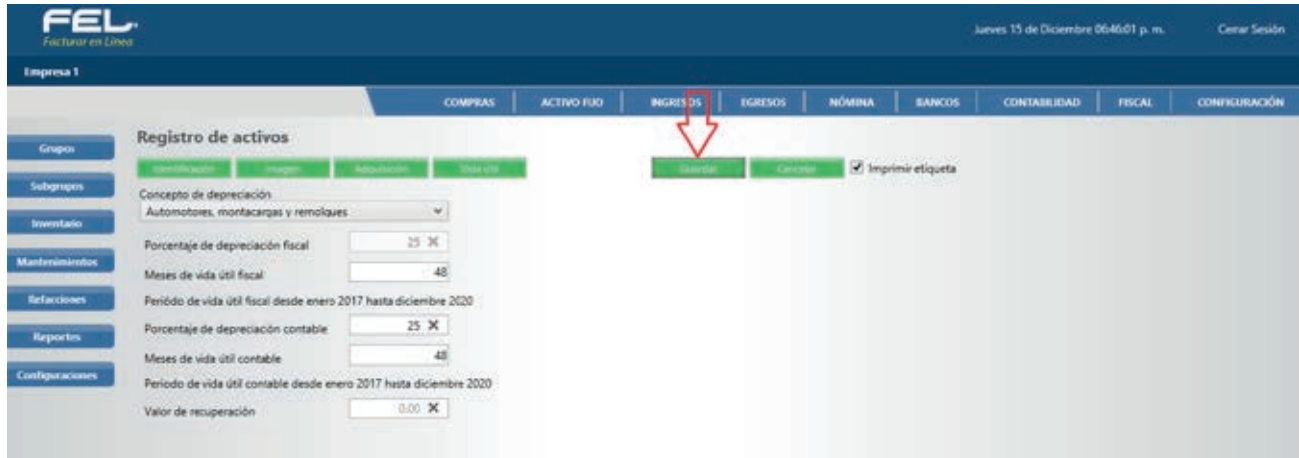 FEL
Facturar en Línea
Jueves 15 de Diciembre 06:46:01 p. m. Cerrar Sesión
Empresa 1
COMPRAS ACTIVO FIJO INGRESOS EGRESOS NÓMINA BANCOS CONTABILIDAD FISCAL CONFIGURACIÓN
Grupos
Subgrupos
Inventario
Mantenimientos
Refacciones
Reportes
Configuraciones
Registro de activos
Identificación Imagen Adquisición Vida útil Guardar Cancelar Imprimir etiqueta
Concepto de depreciación
Automotores, montacargas y remolques
Porcentaje de depreciación fiscal 25
Meses de vida útil fiscal 48
Periódo de vida útil fiscal desde enero 2017 hasta diciembre 2020
Porcentaje de depreciación contable 25
Meses de vida útil contable 48
Periodo de vida útil contable desde enero 2017 hasta diciembre 2020
Valor de recuperación 0.00